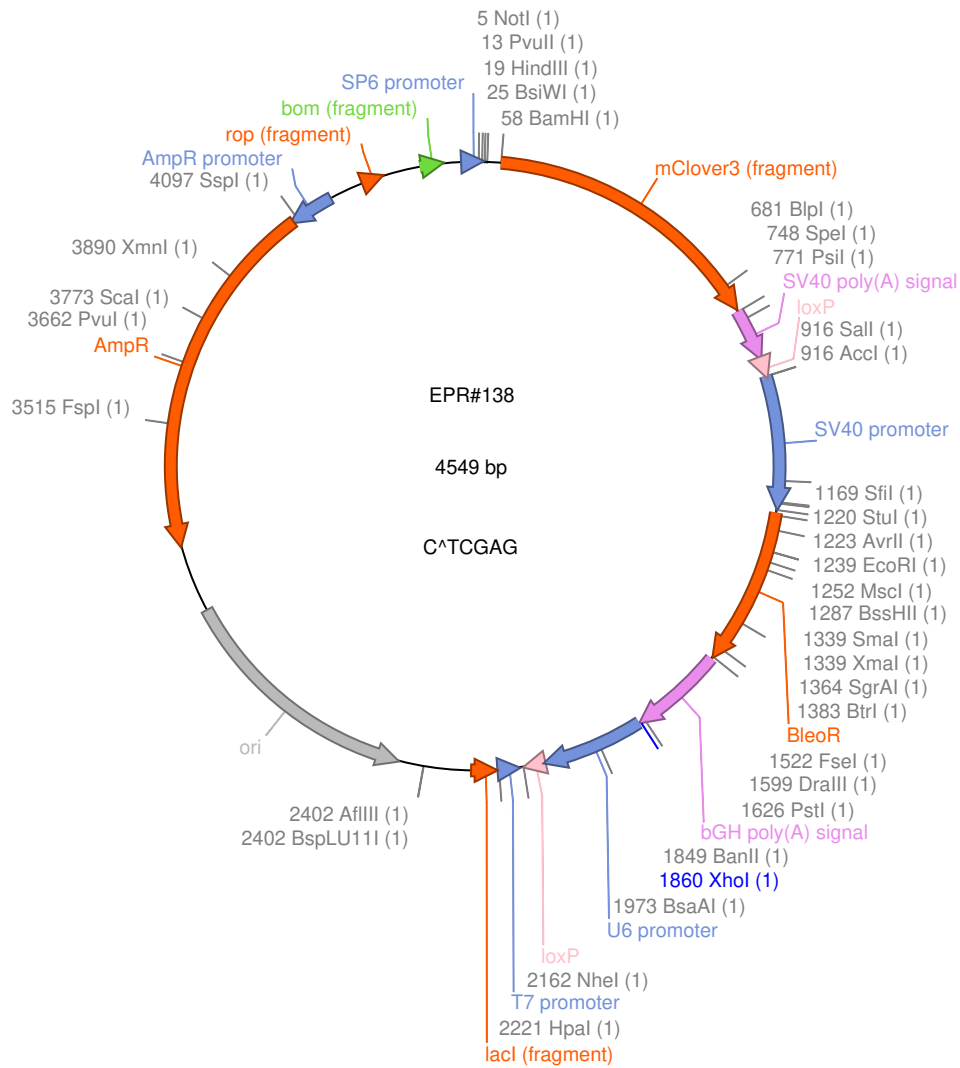 5 NotI (1)
13 PvuII (1)
19 HindIII (1)
25 BsiWI (1)
58 BamHI (1)
SP6 promoter
bom (fragment)
rop (fragment)
AmpR promoter
4097 SspI (1)
3890 XmnI (1)
3773 ScaI (1)
3662 PvuI (1)
AmpR
3515 FspI (1)
mClover3 (fragment)
681 BlpI (1)
748 SpeI (1)
771 PsiI (1)
SV40 poly(A) signal
loxP
916 SalI (1)
916 AccI (1)
EPR#138
4549 bp
C^TCGAG
SV40 promoter
1169 SfiI (1)
1220 StuI (1)
1223 AvrII (1)
1239 EcoRI (1)
1252 MscI (1)
1287 BssHII (1)
1339 SmaI (1)
1339 XmaI (1)
1364 SgrAI (1)
1383 BtrI (1)
BleoR
1522 FseI (1)
1599 DraIII (1)
1626 PstI (1)
bGH poly(A) signal
1849 BanII (1)
1860 XhoI (1)
1973 BsaAI (1)
U6 promoter
loxP
2162 NheI (1)
T7 promoter
2221 HpaI (1)
lacI (fragment)
ori
2402 AflIII (1)
2402 BspLU11I (1)